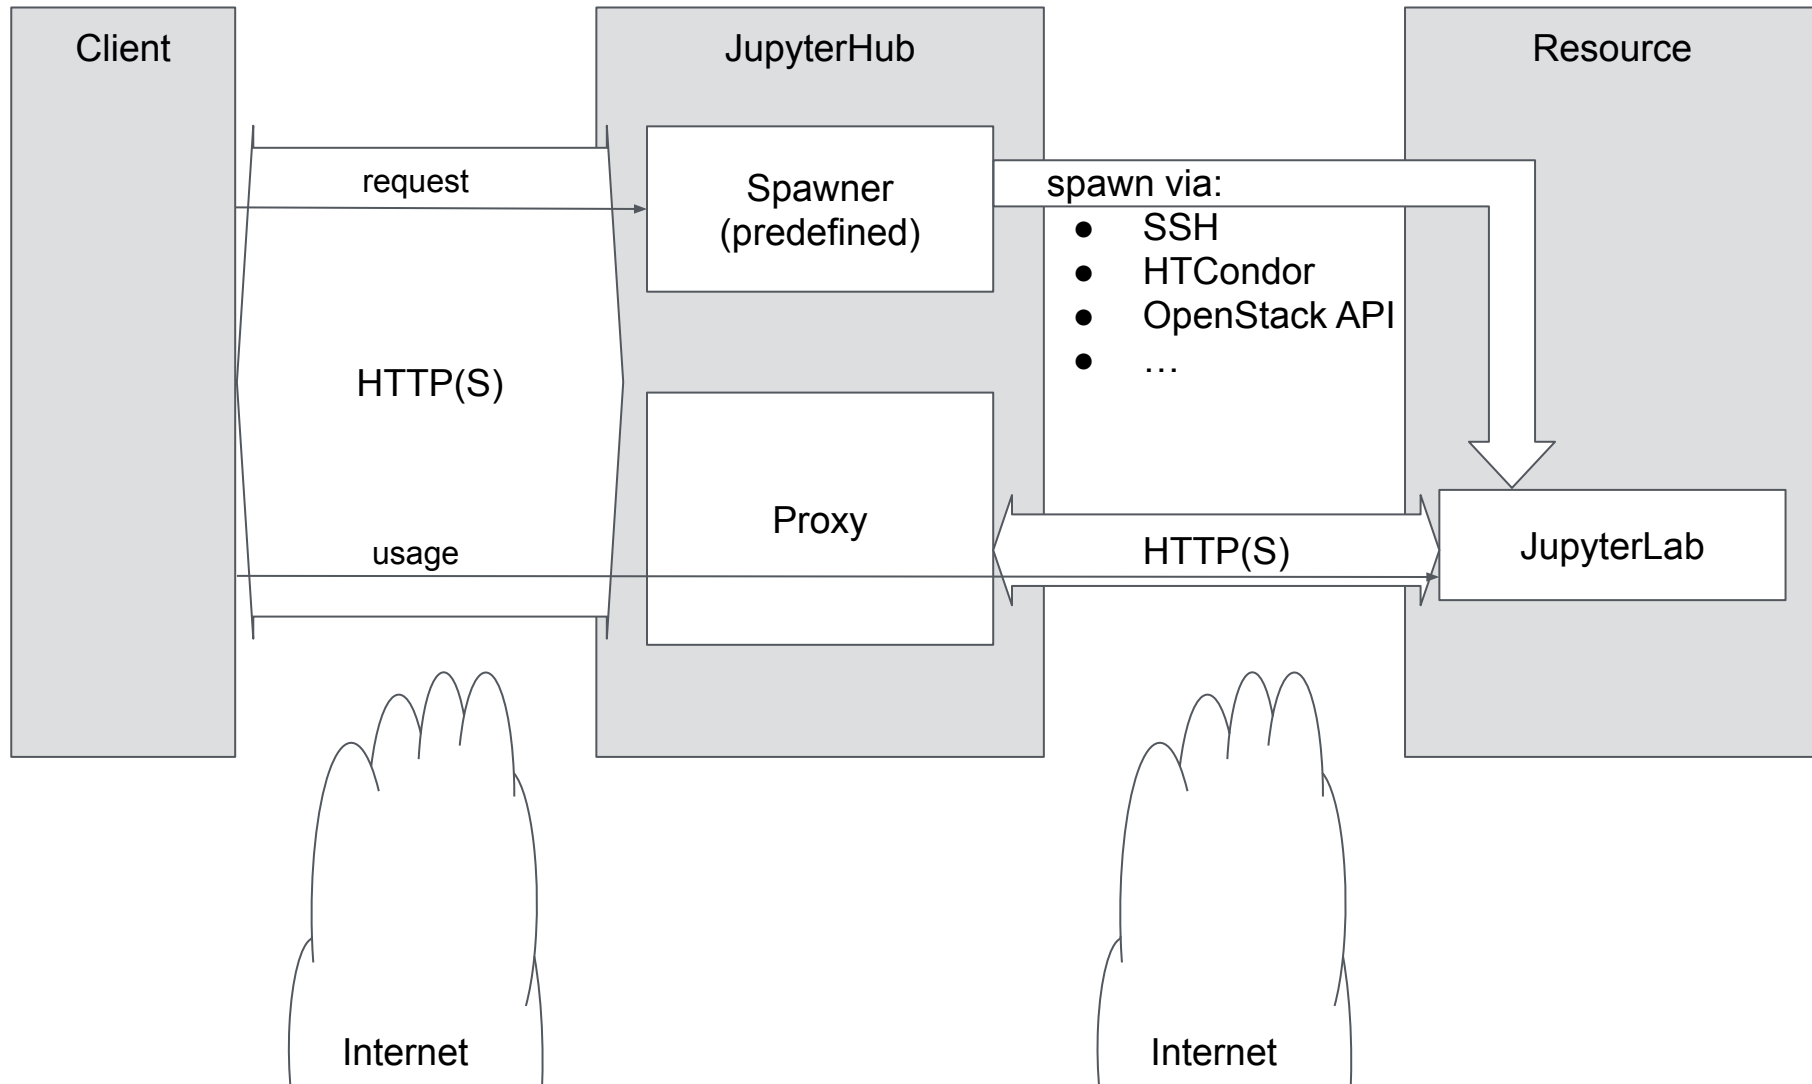 Client
JupyterHub
Resource
request
Spawner
(predefined)
spawn via:
● SSH
● HTCondor
● OpenStack API
● …
HTTP(S)
Proxy
usage
HTTP(S)
JupyterLab
Internet
Internet